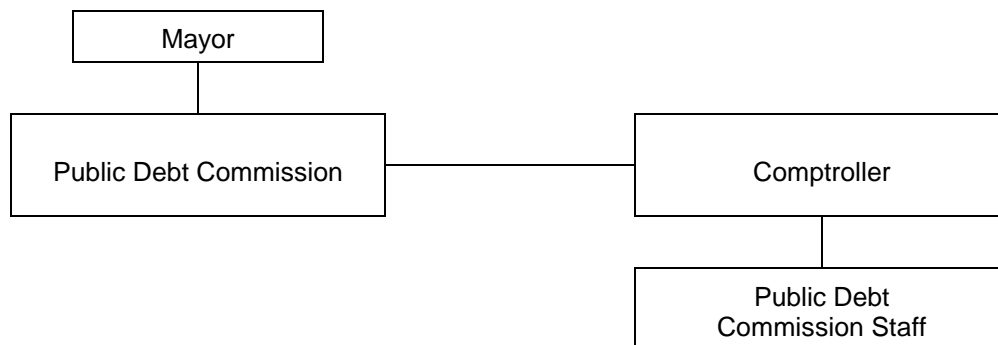 Mayor
Public Debt Commission
Comptroller
Public Debt
Commission Staff